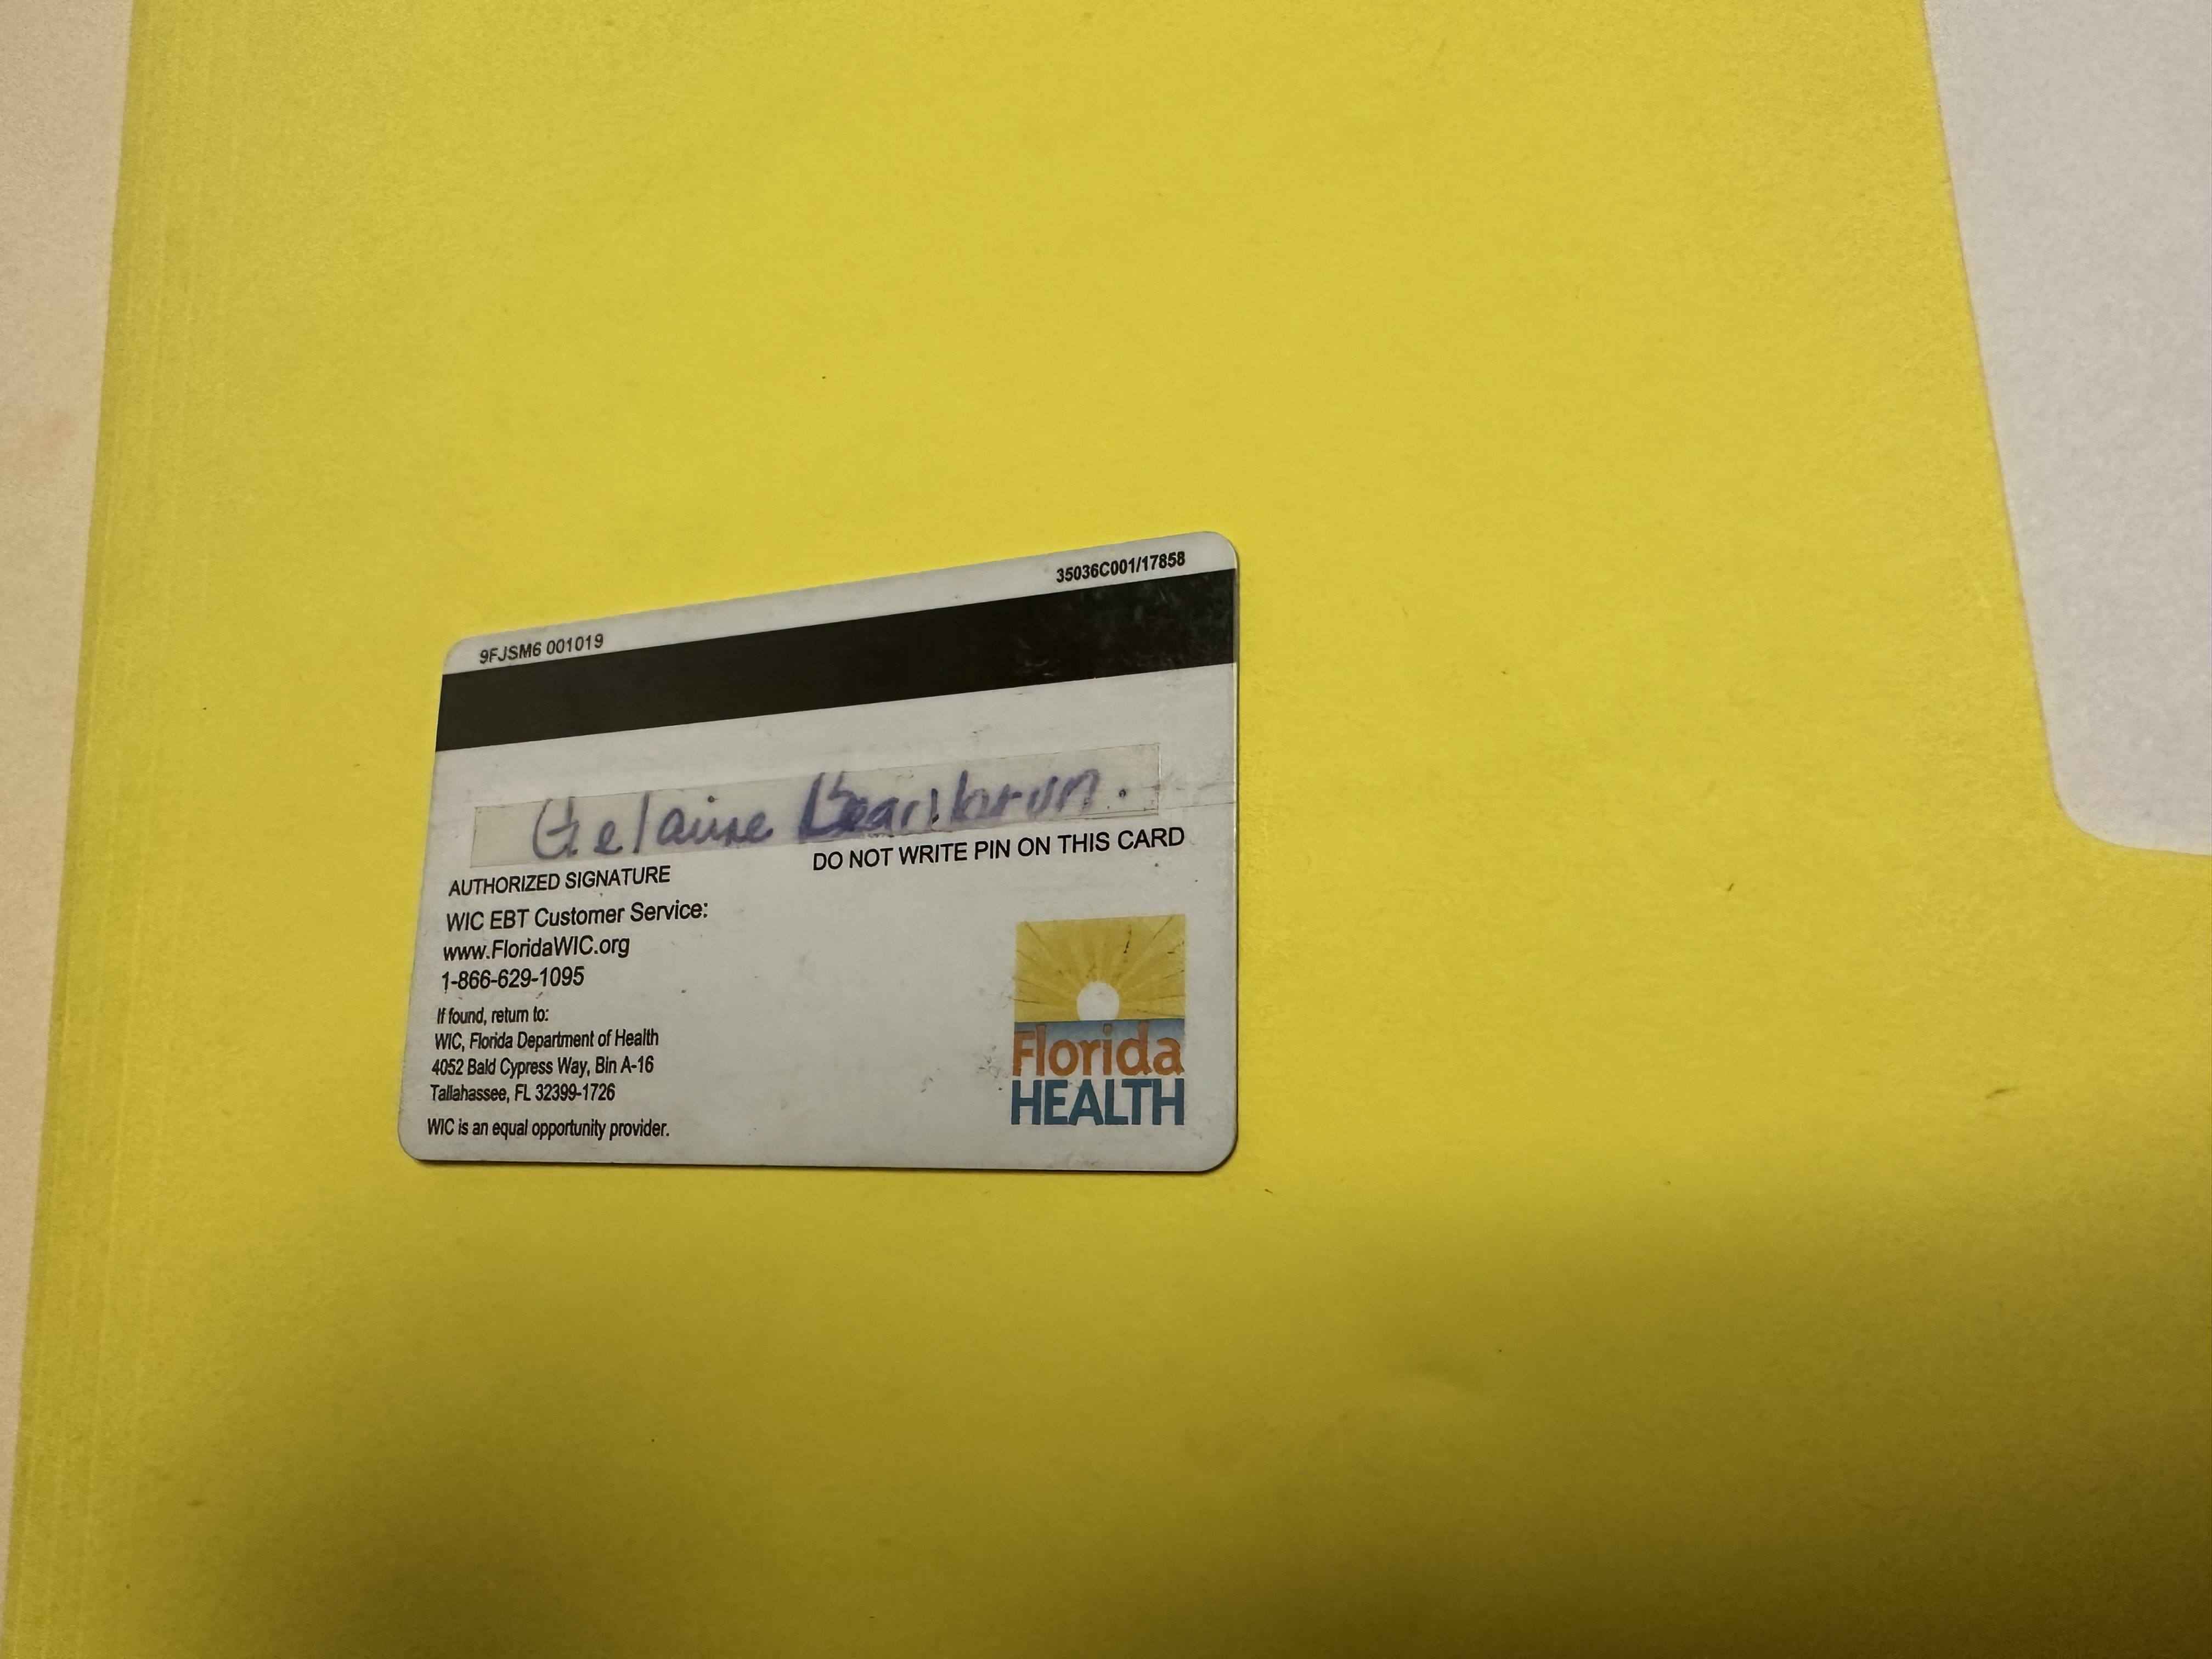 35036C001/17858
9FJSM6 001019
Gelaine
DO NOT WRITE PIN ON THIS CARD
AUTHORIZED SIGNATURE
WIC EBT Customer Service:
www.FloridaWIC.org
1-866-629-1095
If found, return to:
WIC, Florida Department of Health
4052 Bald Cypress Way, Bin A-16
Tallahassee, FL 32399-1726
WIC is an equal opportunity provider.
Florida
HEALTH